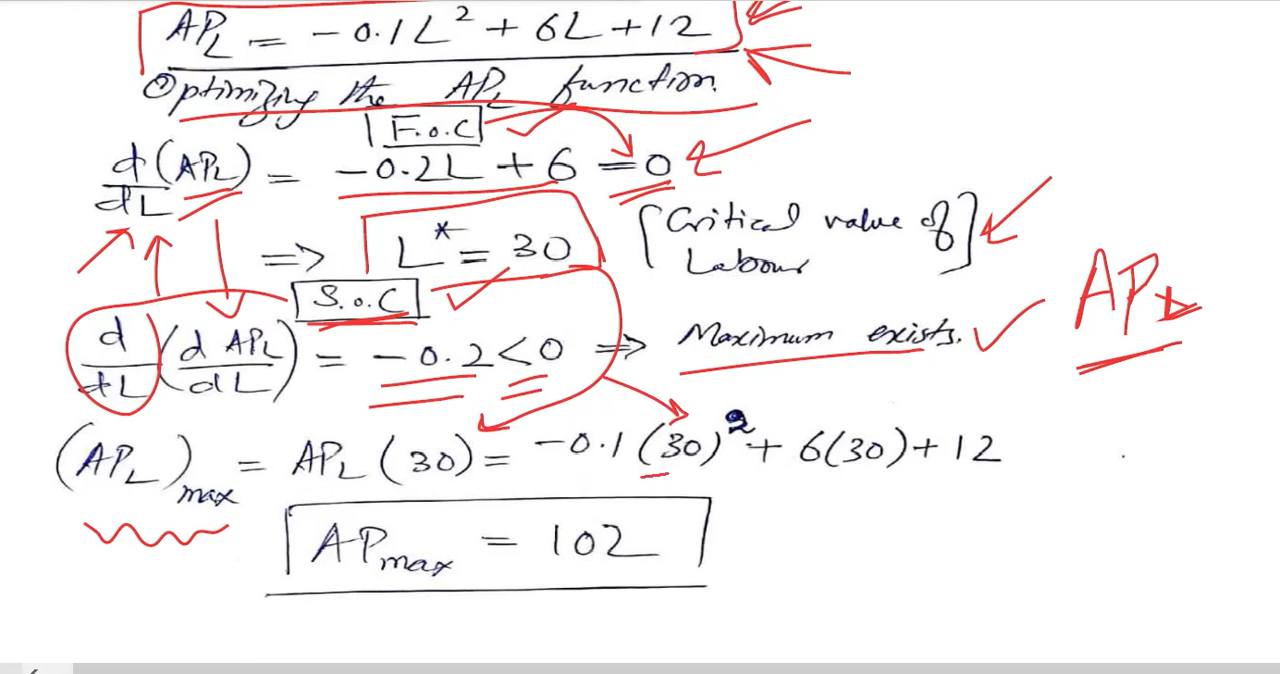 AP_L = -0.1L² + 6L + 12
Optimizing the AP_L function.
F.O.C
d/dL (AP_L) = -0.2L + 6 = 0
=> L* = 30 [Critical value of Labour]
S.O.C
d/dL (d AP_L/dL) = -0.2 < 0 => Maximum exists.
AP_L
(AP_L)max = AP_L (30) = -0.1(30)² + 6(30) + 12
APmax = 102